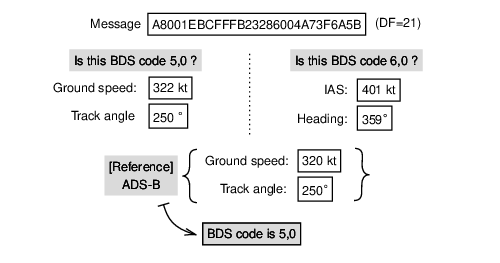 Message A8001EBCFFFB23286004A73F6A5B (DF=21)
Is this BDS code 5,0 ?
Ground speed: 322 kt
Track angle 250 °
Is this BDS code 6,0 ?
IAS: 401 kt
Heading: 359°
[Reference]
ADS-B
Ground speed: 320 kt
Track angle: 250°
BDS code is 5,0